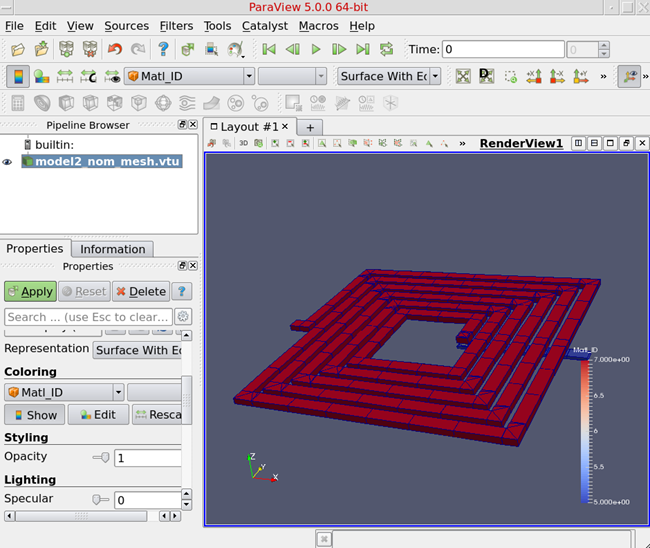 ParaView 5.0.0 64-bit
File Edit View Sources Filters Tools Catalyst Macros Help
Time: 0 0
Matl_ID Surface With Ec »
»
Pipeline Browser
Layout #1
builtin:
3D » RenderView1
model2_nom_mesh.vtu
Properties Information
Properties
Apply Reset Delete ?
Search ... (use Esc to clear...
Representation Surface With Ec
Coloring
Matl_ID
Show Edit Resca
Styling
Opacity 1
Lighting
Specular 0
Matl_ID
7.000e+00
6.5
6
5.5
5.000e+00
Z
Y
X